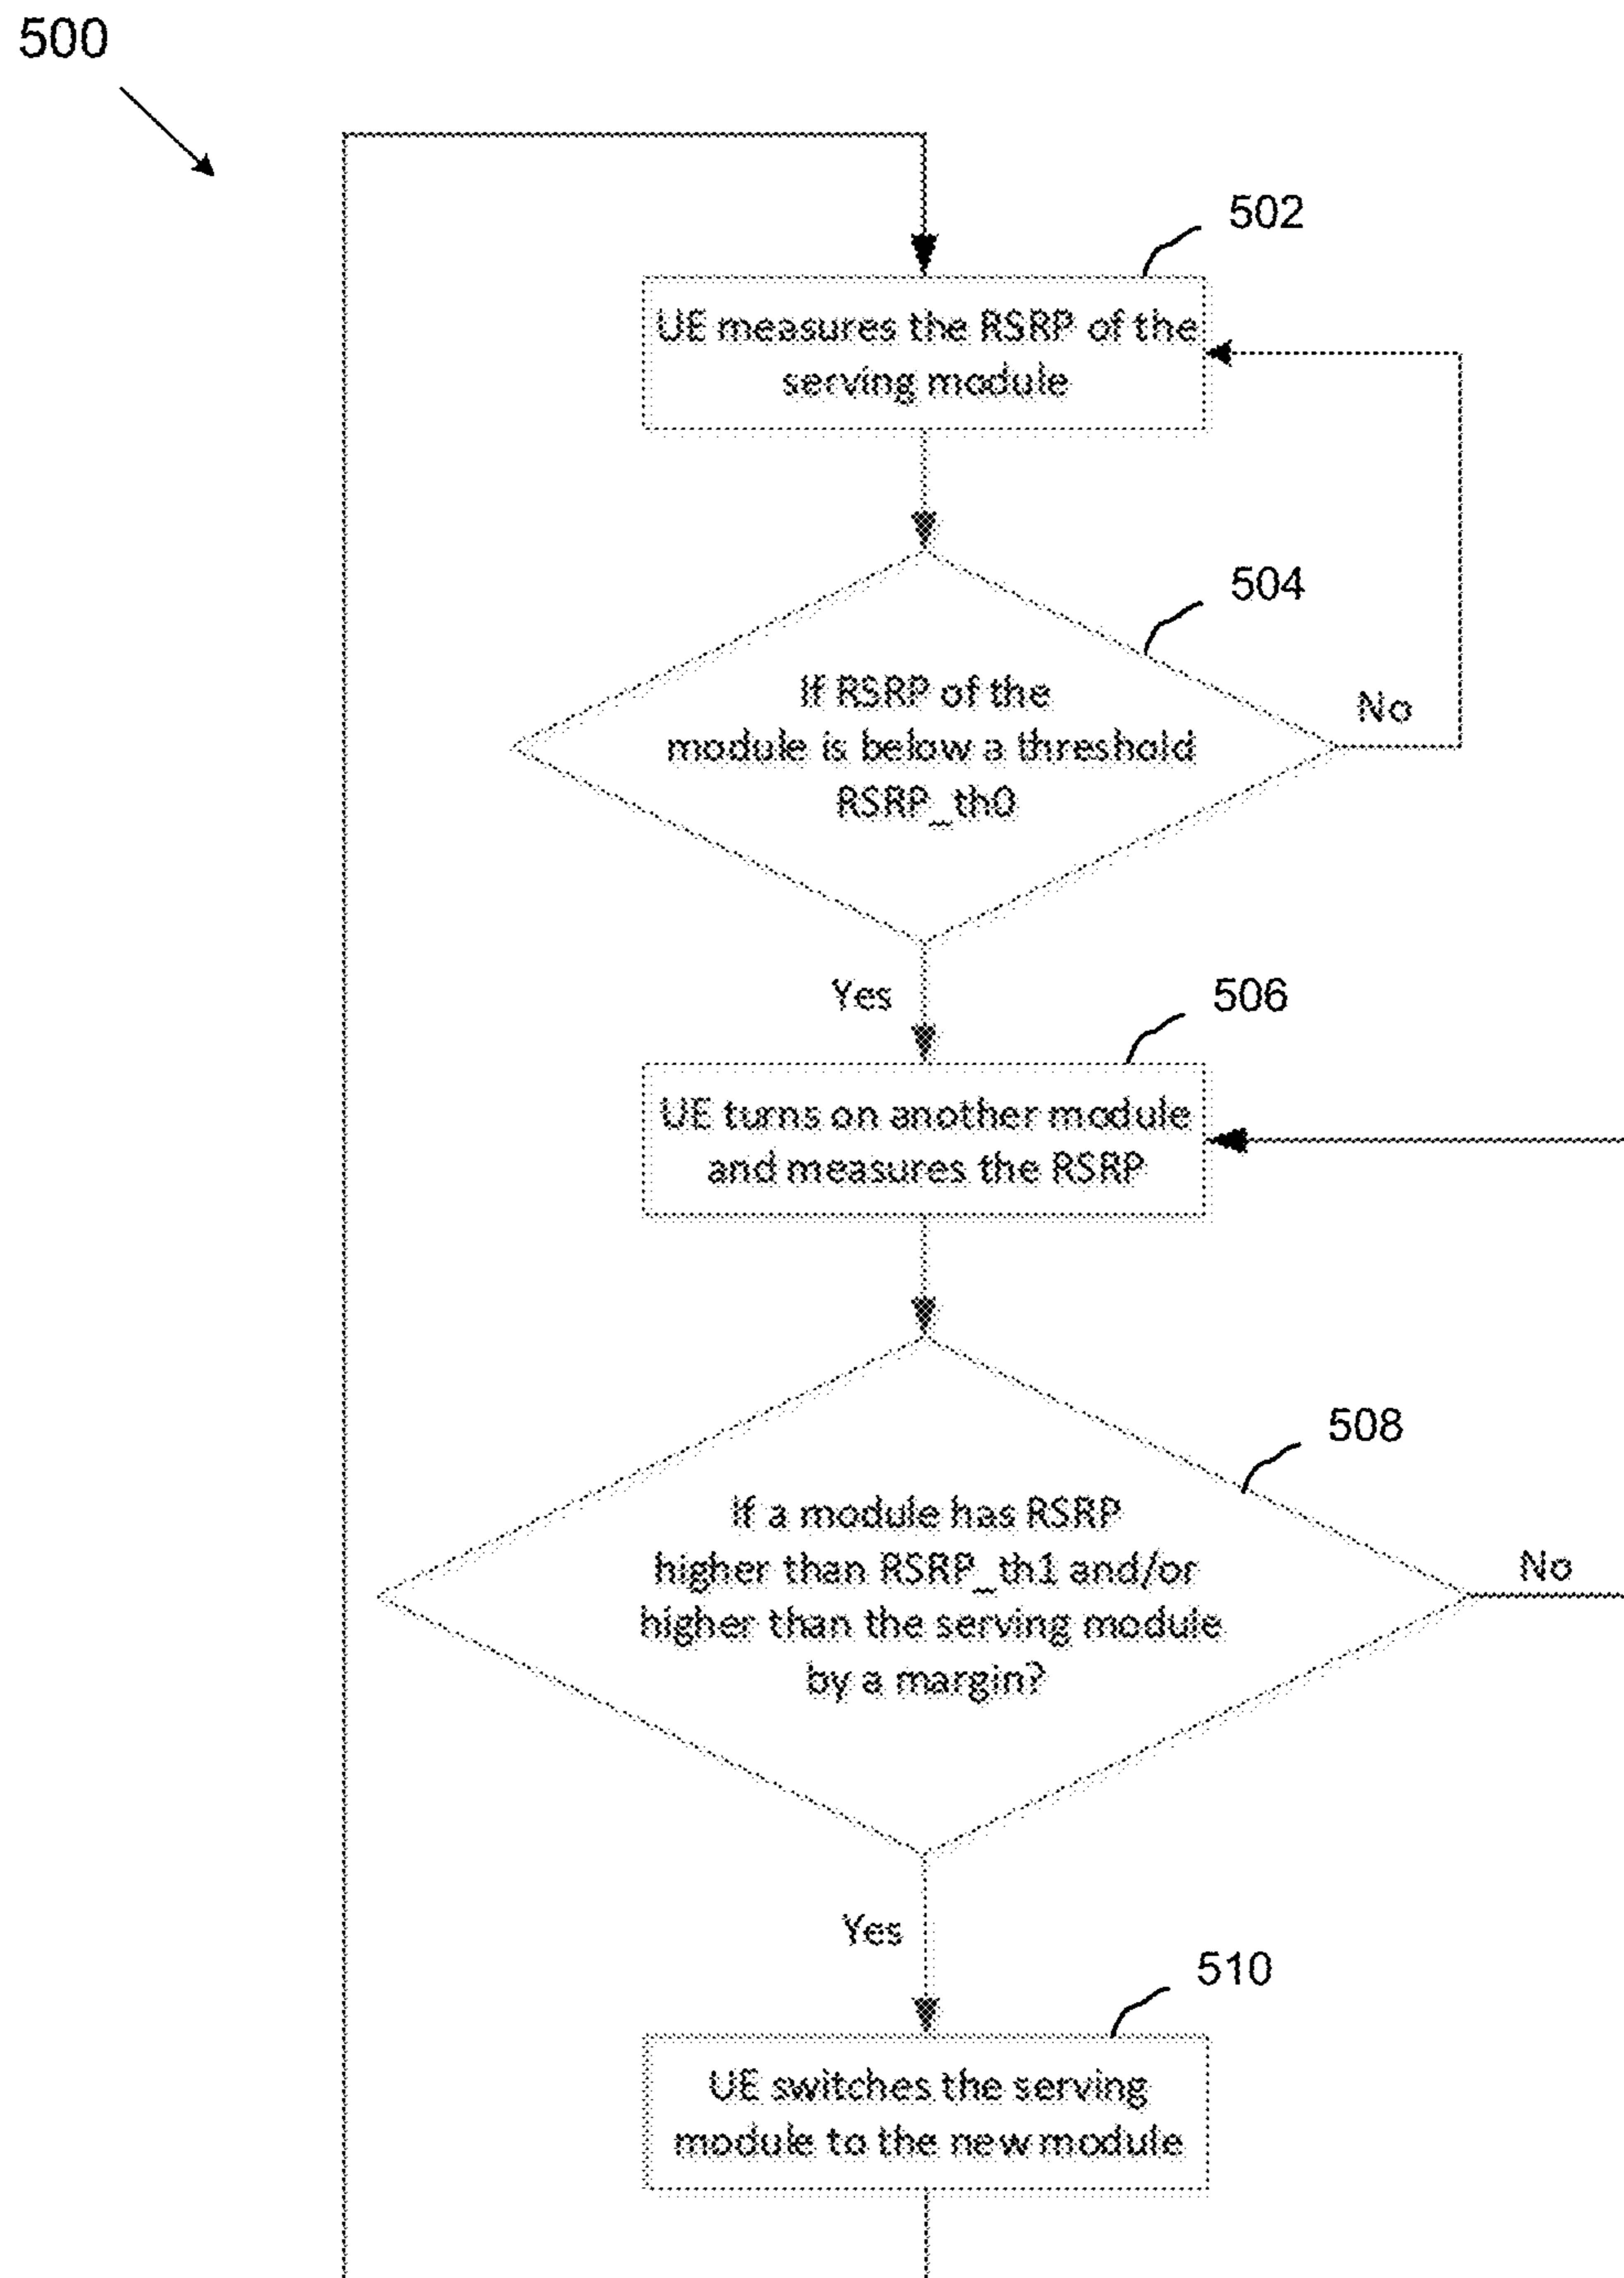 500
502
UE measures the RSRP of the
serving module
504
If RSRP of the
module is below a threshold
RSRP_th0
No
Yes
506
UE turns on another module
and measures the RSRP
508
If a module has RSRP
higher than RSRP_th1 and/or
higher than the serving module
by a margin?
No
Yes
510
UE switches the serving
module to the new module